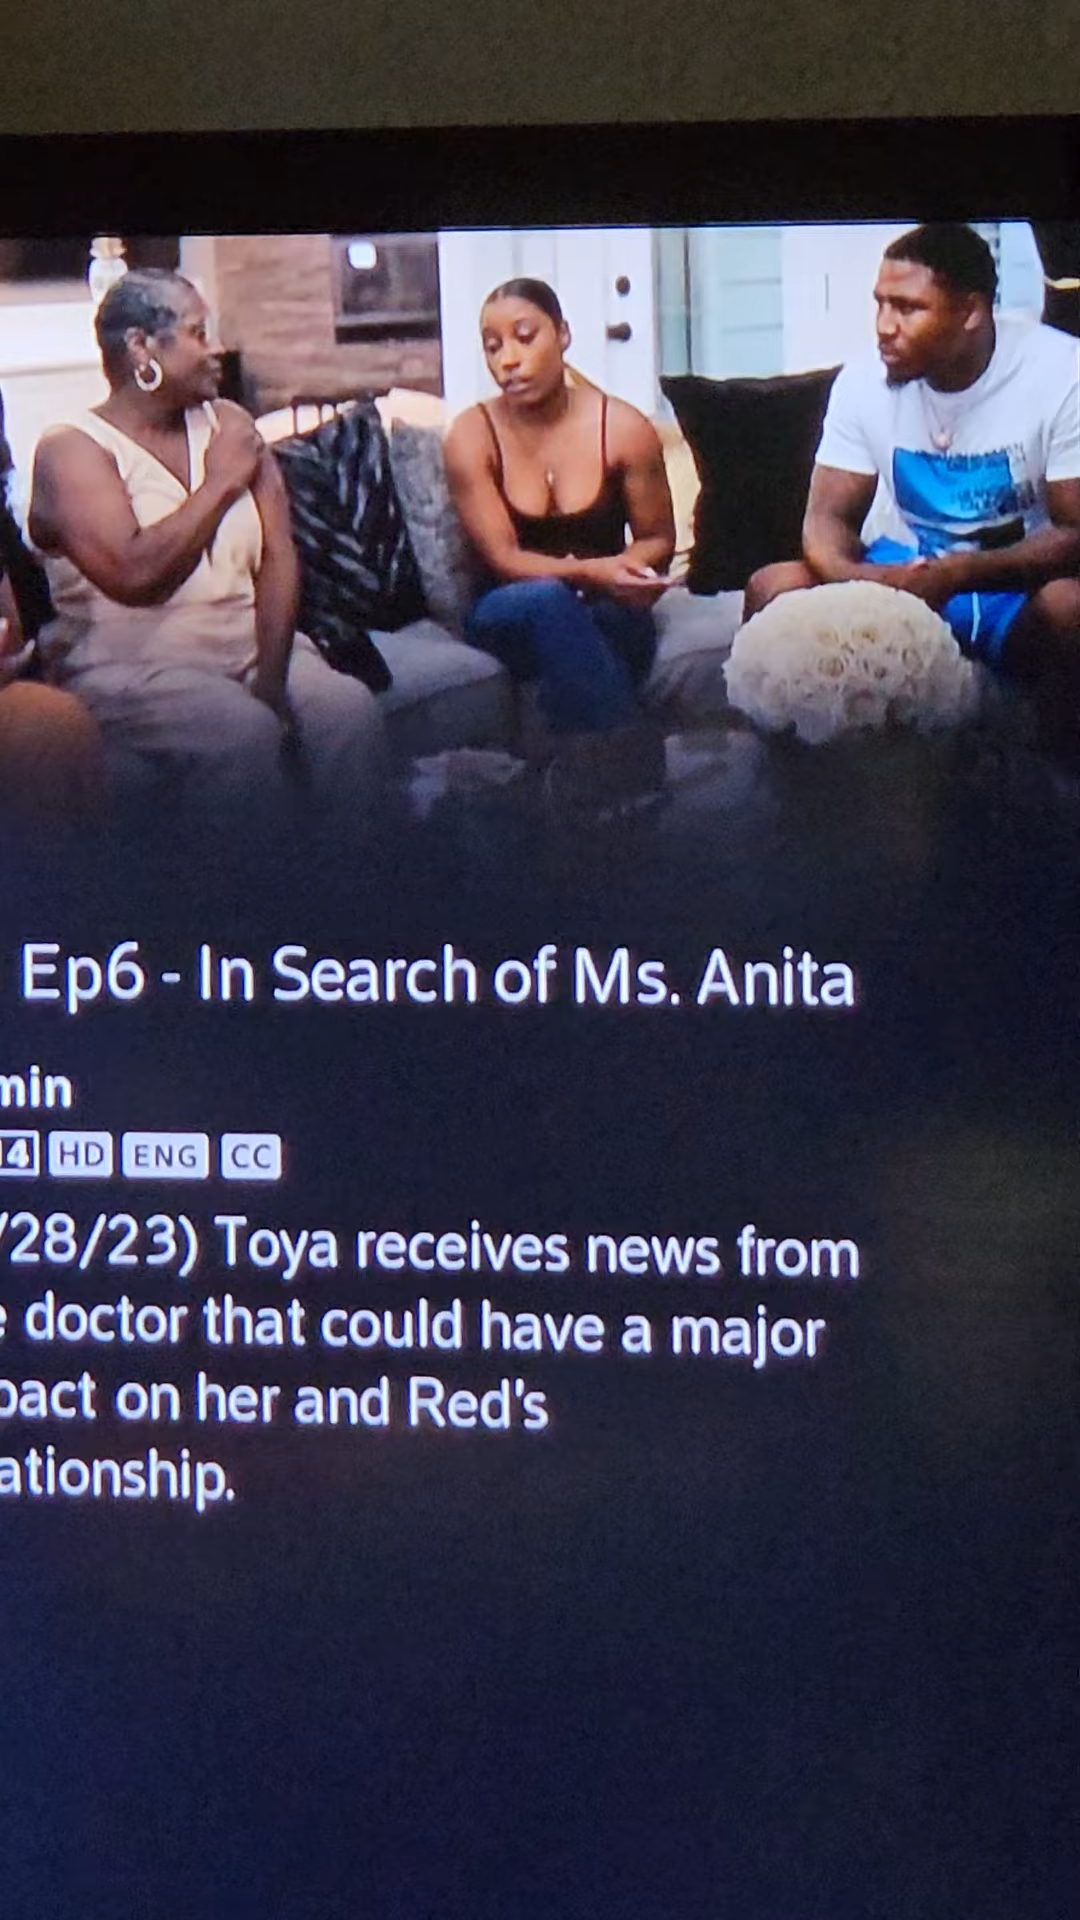 Ep6 - In Search of Ms. Anita
min
14 HD ENG CC
/28/23) Toya receives news from
e doctor that could have a major
pact on her and Red's
ationship.